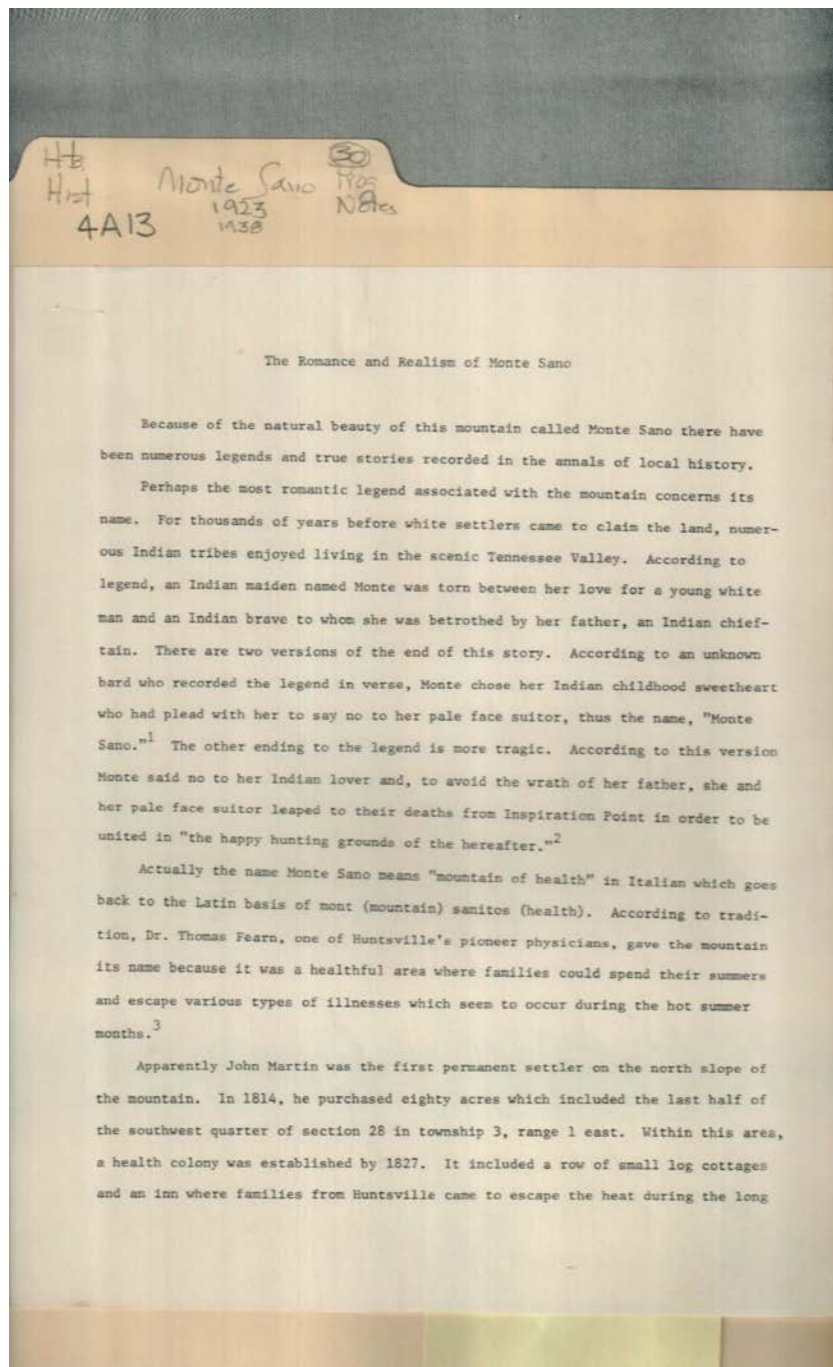 Htb.
Hist
4A13
Monte Sano
1923
1938
30
Prog
Notes
The Romance and Realism of Monte Sano
Because of the natural beauty of this mountain called Monte Sano there have
been numerous legends and true stories recorded in the annals of local history.
Perhaps the most romantic legend associated with the mountain concerns its
name. For thousands of years before white settlers came to claim the land, numer-
ous Indian tribes enjoyed living in the scenic Tennessee Valley. According to
legend, an Indian maiden named Monte was torn between her love for a young white
man and an Indian brave to whom she was betrothed by her father, an Indian chief-
tain. There are two versions of the end of this story. According to an unknown
bard who recorded the legend in verse, Monte chose her Indian childhood sweetheart
who had plead with her to say no to her pale face suitor, thus the name, "Monte
Sano."1 The other ending to the legend is more tragic. According to this version
Monte said no to her Indian lover and, to avoid the wrath of her father, she and
her pale face suitor leaped to their deaths from Inspiration Point in order to be
united in "the happy hunting grounds of the hereafter."2
Actually the name Monte Sano means "mountain of health" in Italian which goes
back to the Latin basis of mont (mountain) sanitos (health). According to tradi-
tion, Dr. Thomas Fearn, one of Huntsville's pioneer physicians, gave the mountain
its name because it was a healthful area where families could spend their summers
and escape various types of illnesses which seem to occur during the hot summer
months.3
Apparently John Martin was the first permanent settler on the north slope of
the mountain. In 1814, he purchased eighty acres which included the last half of
the southwest quarter of section 28 in township 3, range 1 east. Within this area,
a health colony was established by 1827. It included a row of small log cottages
and an inn where families from Huntsville came to escape the heat during the long